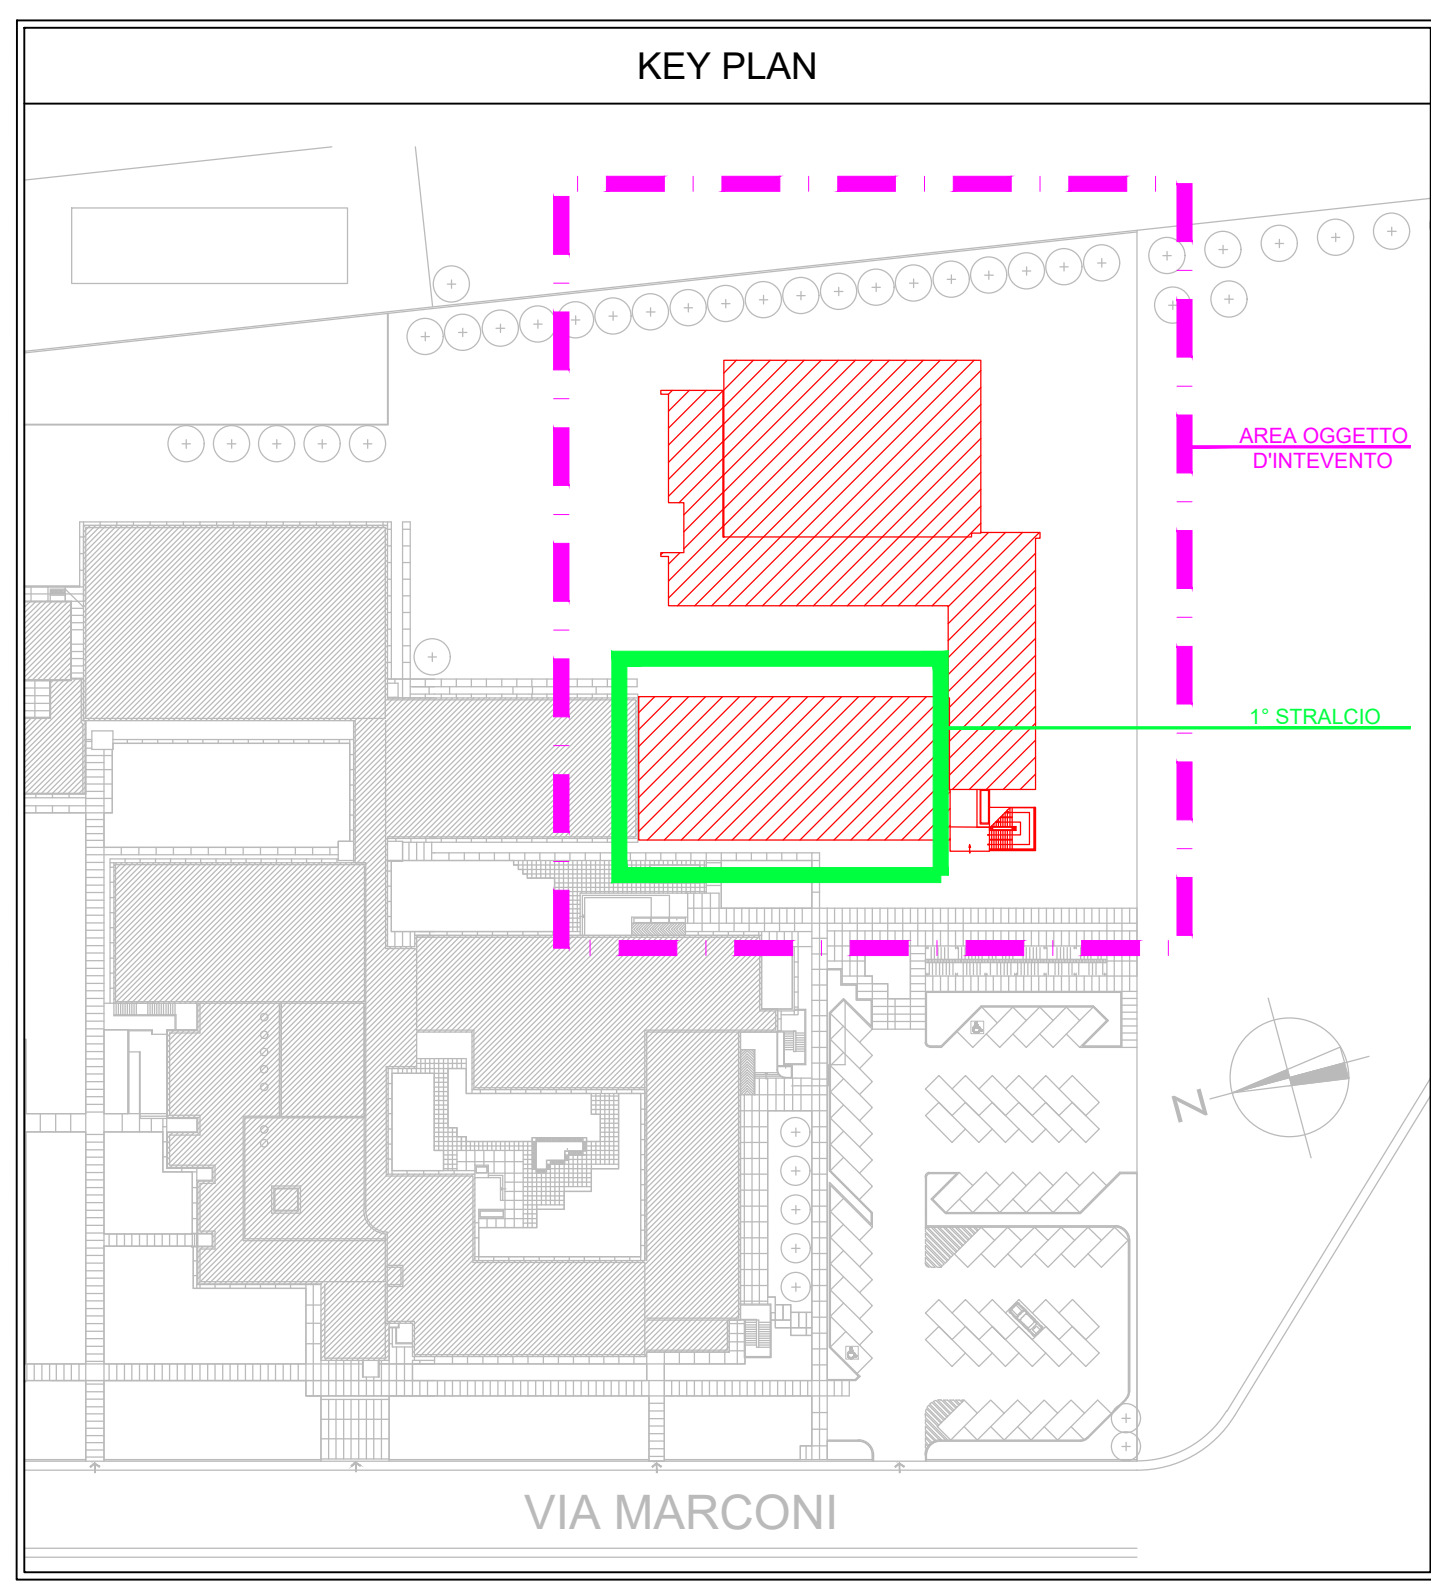 KEY PLAN
AREA OGGETTO
D'INTEVENTO
1° STRALCIO
N
VIA MARCONI